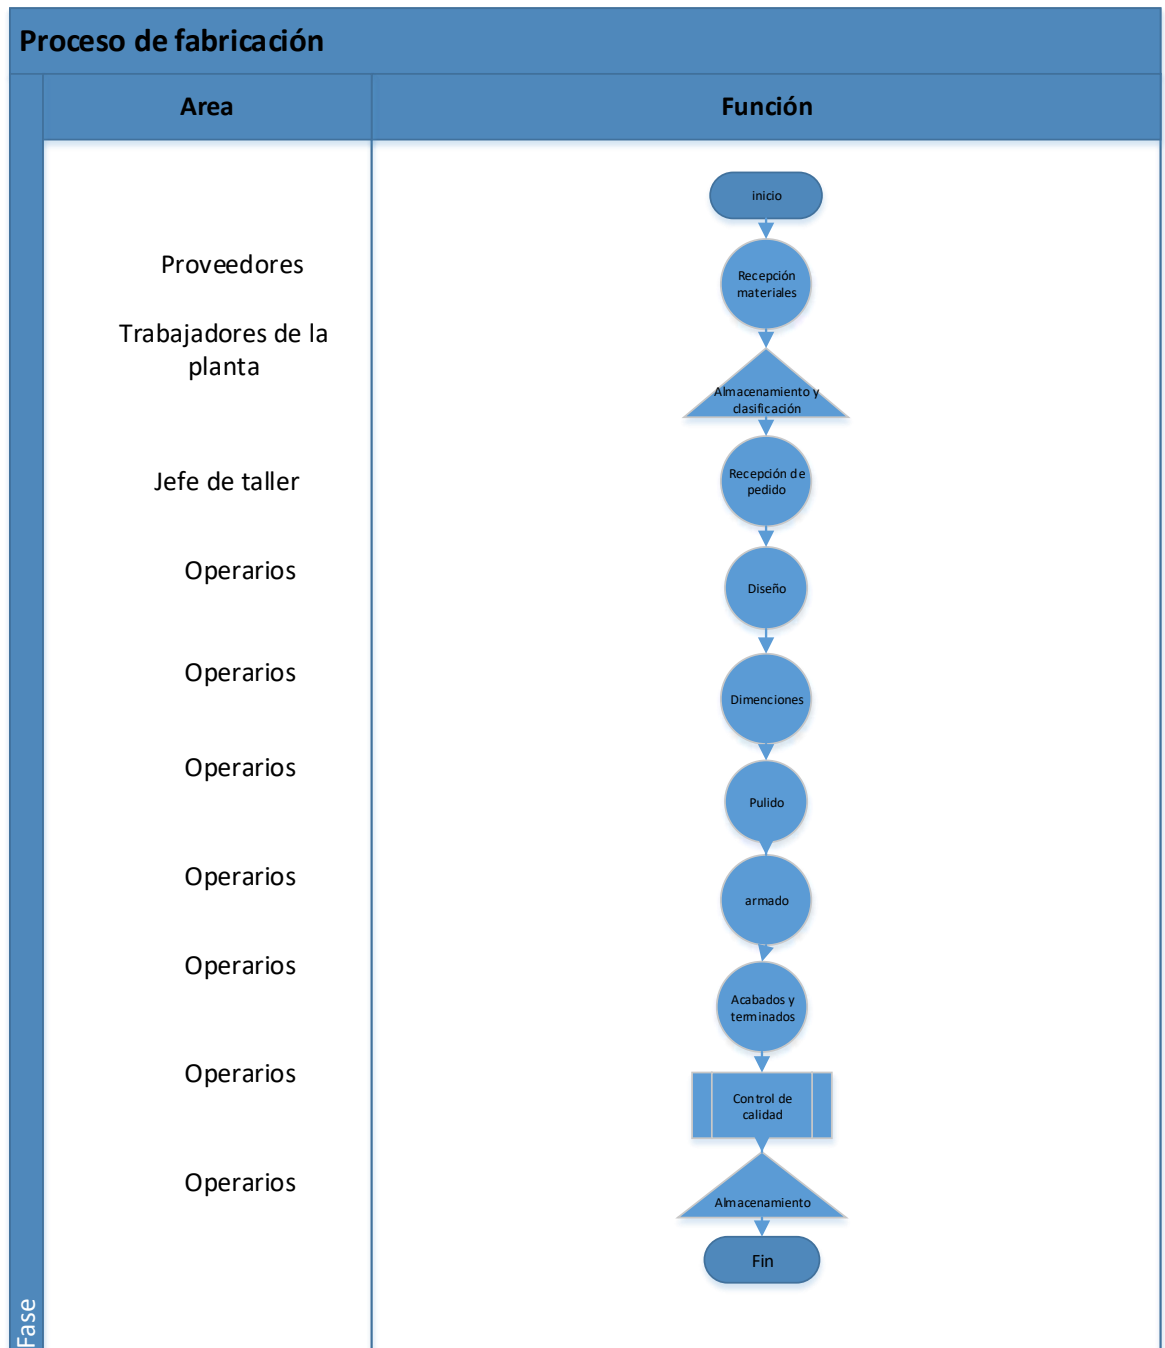 Proceso de fabricación
Area
Función
inicio
Proveedores
Recepción
materiales
Trabajadores de la
planta
Almacenamiento y
clasificación
Jefe de taller
Recepción de
pedido
Operarios
Diseño
Operarios
Dimenciones
Operarios
Pulido
Operarios
armado
Operarios
Acabados y
terminados
Operarios
Control de
calidad
Operarios
Almacenamiento
Fin
Fase